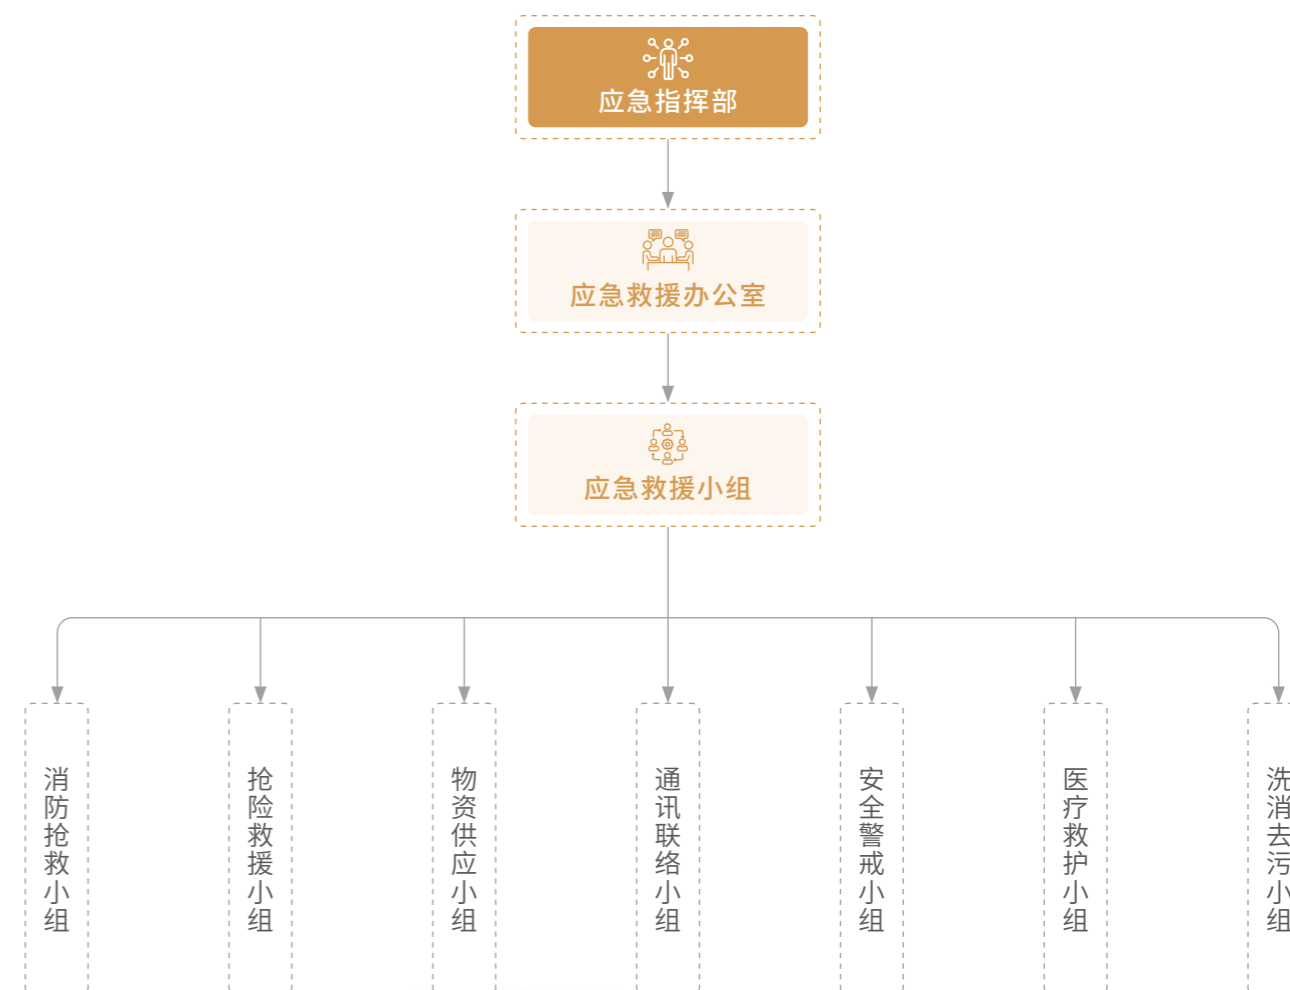 应急指挥部
应急救援办公室
应急救援小组
消防抢救小组
抢险救援小组
物资供应小组
通讯联络小组
安全警戒小组
医疗救护小组
洗消去污小组